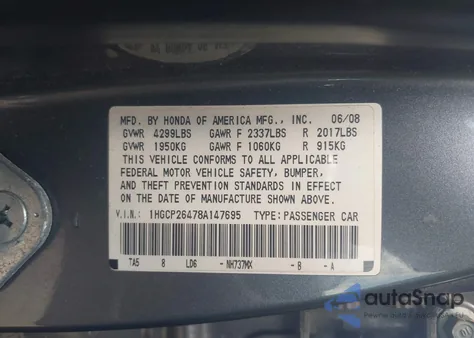 MFD. BY HONDA OF AMERICA MFG., INC. 06/08
GVWR 4299LBS GAWR F 2337LBS R 2017LBS
GVWR 1950KG GAWR F 1060KG R 915KG
THIS VEHICLE CONFORMS TO ALL APPLICABLE
FEDERAL MOTOR VEHICLE SAFETY, BUMPER,
AND THEFT PREVENTION STANDARDS IN EFFECT
ON THE DATE OF MANUFACTURE SHOWN ABOVE.
V.I.N.: 1HGCP26478A147695 TYPE: PASSENGER CAR
TA5 8 LD6 - NH737MX - B - A
autoSnap